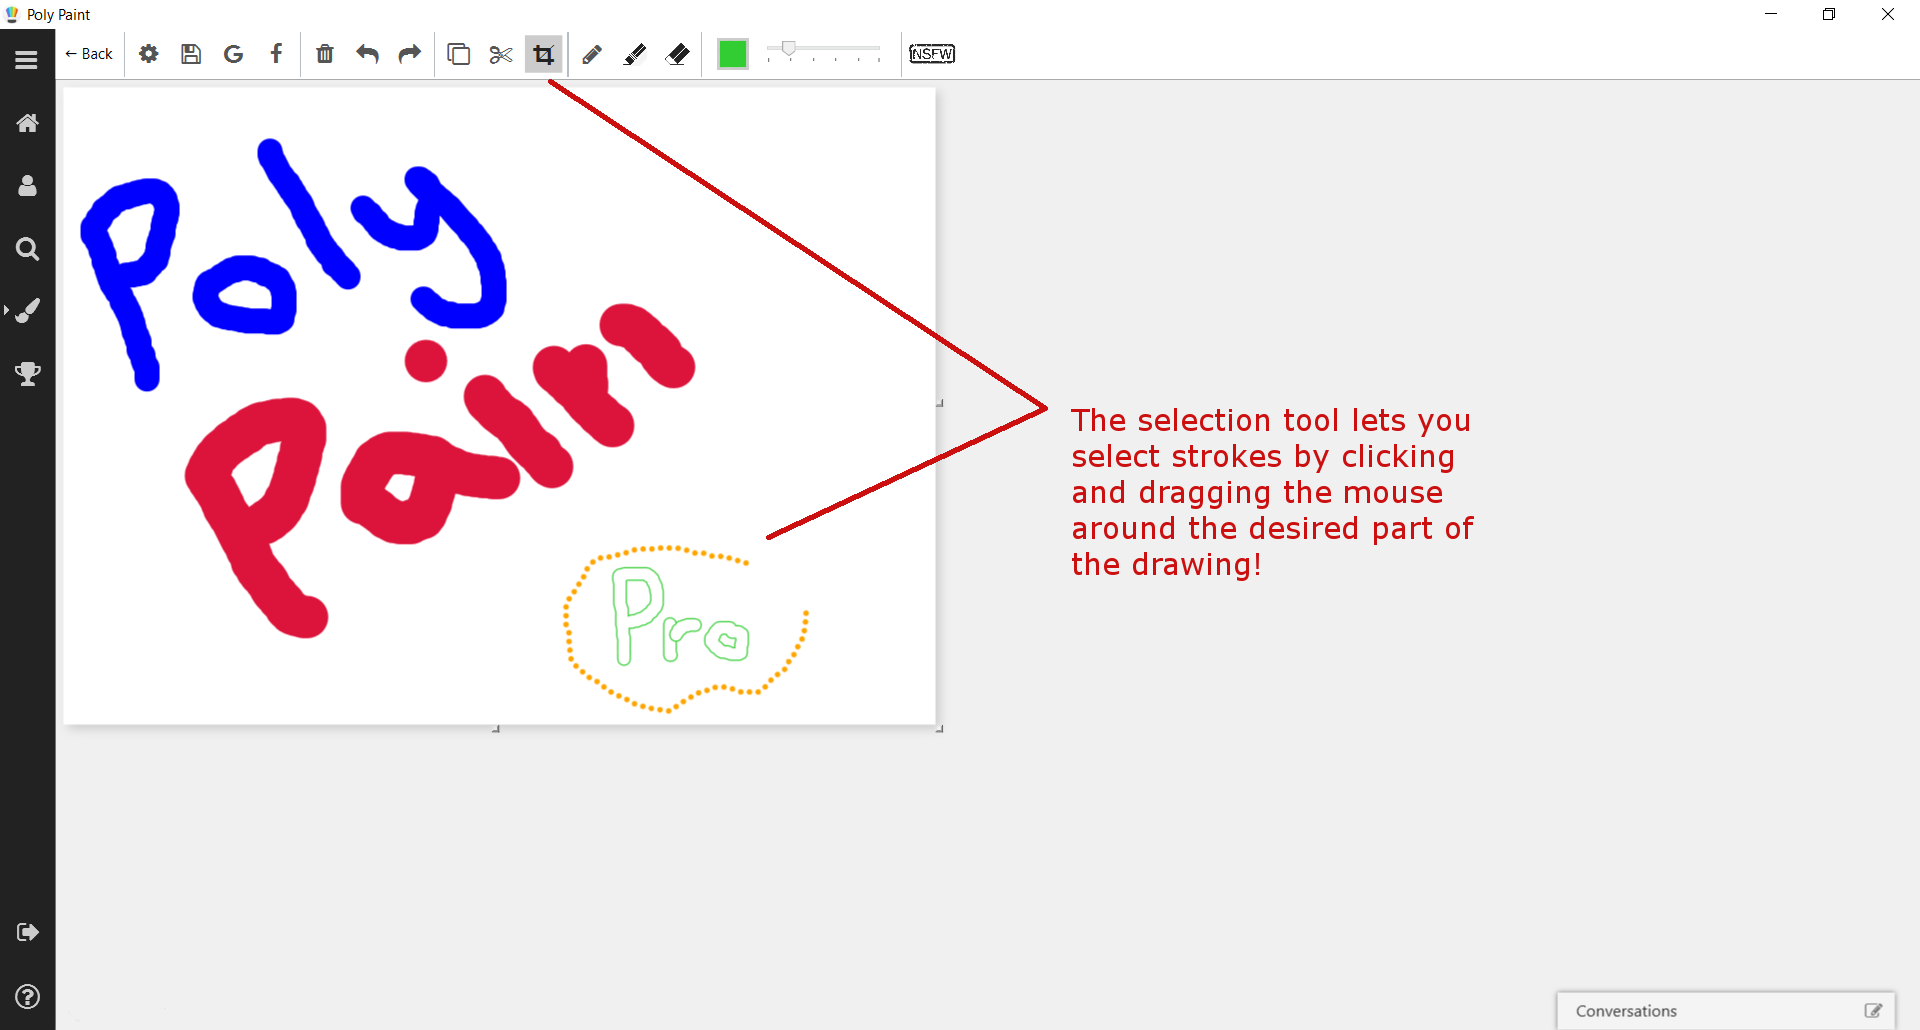 Poly Paint
← Back
G
f
NSFW
Poly
Pain
Pro
The selection tool lets you
select strokes by clicking
and dragging the mouse
around the desired part of
the drawing!
Conversations